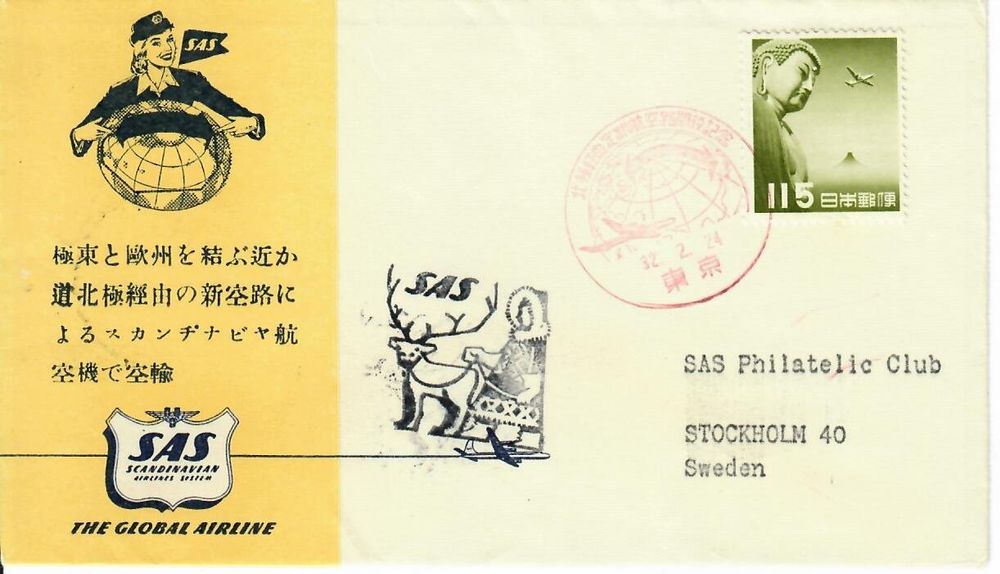 SAS
極東と歐州を結ぶ近か
道北極經由の新空路に
よるスカンヂナビヤ航
空機で空輸
SAS
SCANDINAVIAN
AIRLINES SYSTEM
THE GLOBAL AIRLINE
SAS
32. 2. 24
東京
115 日本郵便
SAS Philatelic Club
STOCKHOLM 40
Sweden